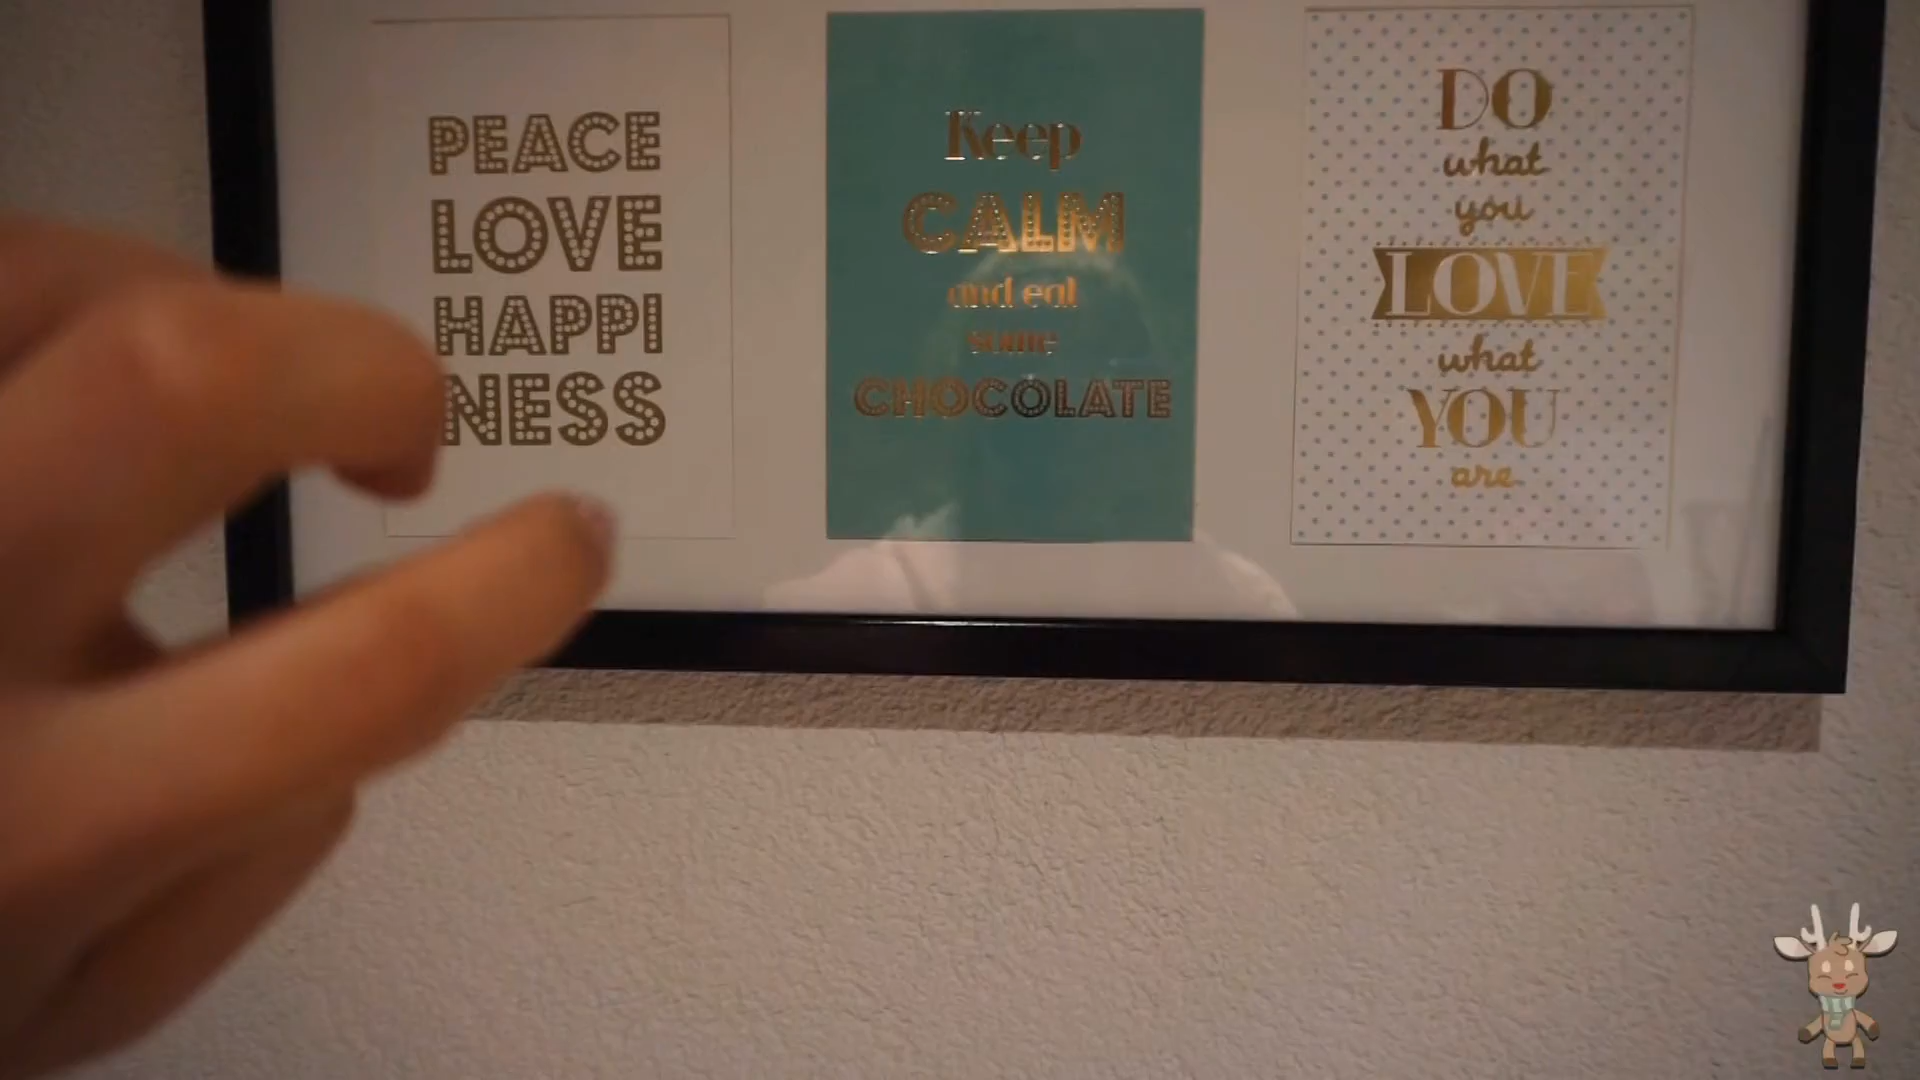 PEACE
LOVE
HAPPI
NESS
Keep
CALM
and eat
some
CHOCOLATE
DO
what
you
LOVE
what
YOU
are